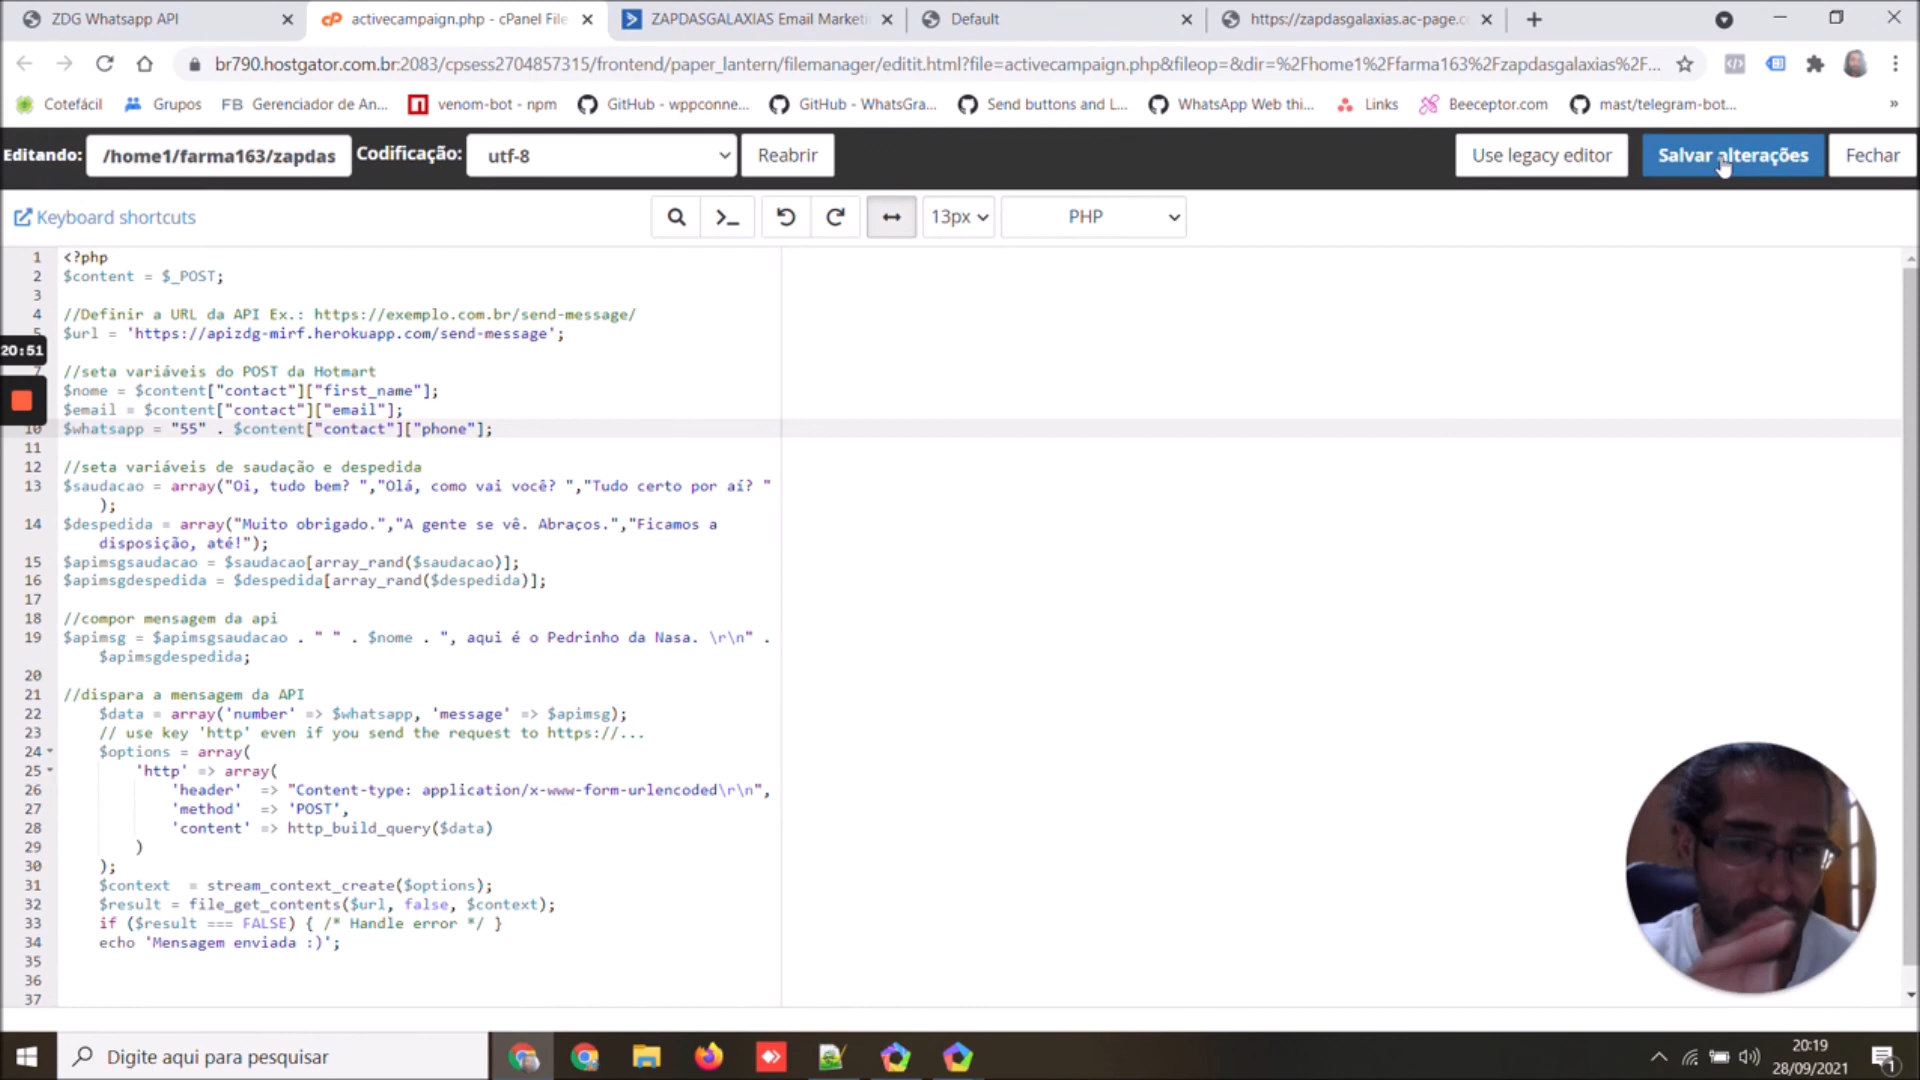 ZDG Whatsapp API
activecampaign.php - cPanel File
ZAPDASGALAXIAS Email Marketi
Default
https://zapdasgalaxias.ac-page.c
br790.hostgator.com.br:2083/cpsess2704857315/frontend/paper_lantern/filemanager/editit.html?file=activecampaign.php&fileop=&dir=%2Fhome1%2Ffarma163%2Fzapdasgalaxias%2F...
Cotefácil
Grupos
FB Gerenciador de An...
venom-bot - npm
GitHub - wppconne...
GitHub - WhatsGra...
Send buttons and L...
WhatsApp Web thi...
Links
Beeceptor.com
mast/telegram-bot...
»
Editando: /home1/farma163/zapdas Codificação: utf-8 Reabrir Use legacy editor Salvar alterações Fechar
Keyboard shortcuts 13px PHP
1 <?php
2 $content = $_POST;
3
4 //Definir a URL da API Ex.: https://exemplo.com.br/send-message/
5 $url = 'https://apizdg-mirf.herokuapp.com/send-message';
20:51
7 //seta variáveis do POST da Hotmart
$nome = $content["contact"]["first_name"];
$email = $content["contact"]["email"];
10 $whatsapp = "55" . $content["contact"]["phone"];
11
12 //seta variáveis de saudação e despedida
13 $saudacao = array("Oi, tudo bem? ","Olá, como vai você? ","Tudo certo por aí? "
);
14 $despedida = array("Muito obrigado.","A gente se vê. Abraços.","Ficamos a
disposição, até!");
15 $apimsgsaudacao = $saudacao[array_rand($saudacao)];
16 $apimsgdespedida = $despedida[array_rand($despedida)];
17
18 //compor mensagem da api
19 $apimsg = $apimsgsaudacao . " " . $nome . ", aqui é o Pedrinho da Nasa. \r\n" .
$apimsgdespedida;
20
21 //dispara a mensagem da API
22 $data = array('number' => $whatsapp, 'message' => $apimsg);
23 // use key 'http' even if you send the request to https://...
24 $options = array(
25 'http' => array(
26 'header' => "Content-type: application/x-www-form-urlencoded\r\n",
27 'method' => 'POST',
28 'content' => http_build_query($data)
29 )
30 );
31 $context = stream_context_create($options);
32 $result = file_get_contents($url, false, $context);
33 if ($result === FALSE) { /* Handle error */ }
34 echo 'Mensagem enviada :)';
35
36
37
Digite aqui para pesquisar
20:19
28/09/2021
1